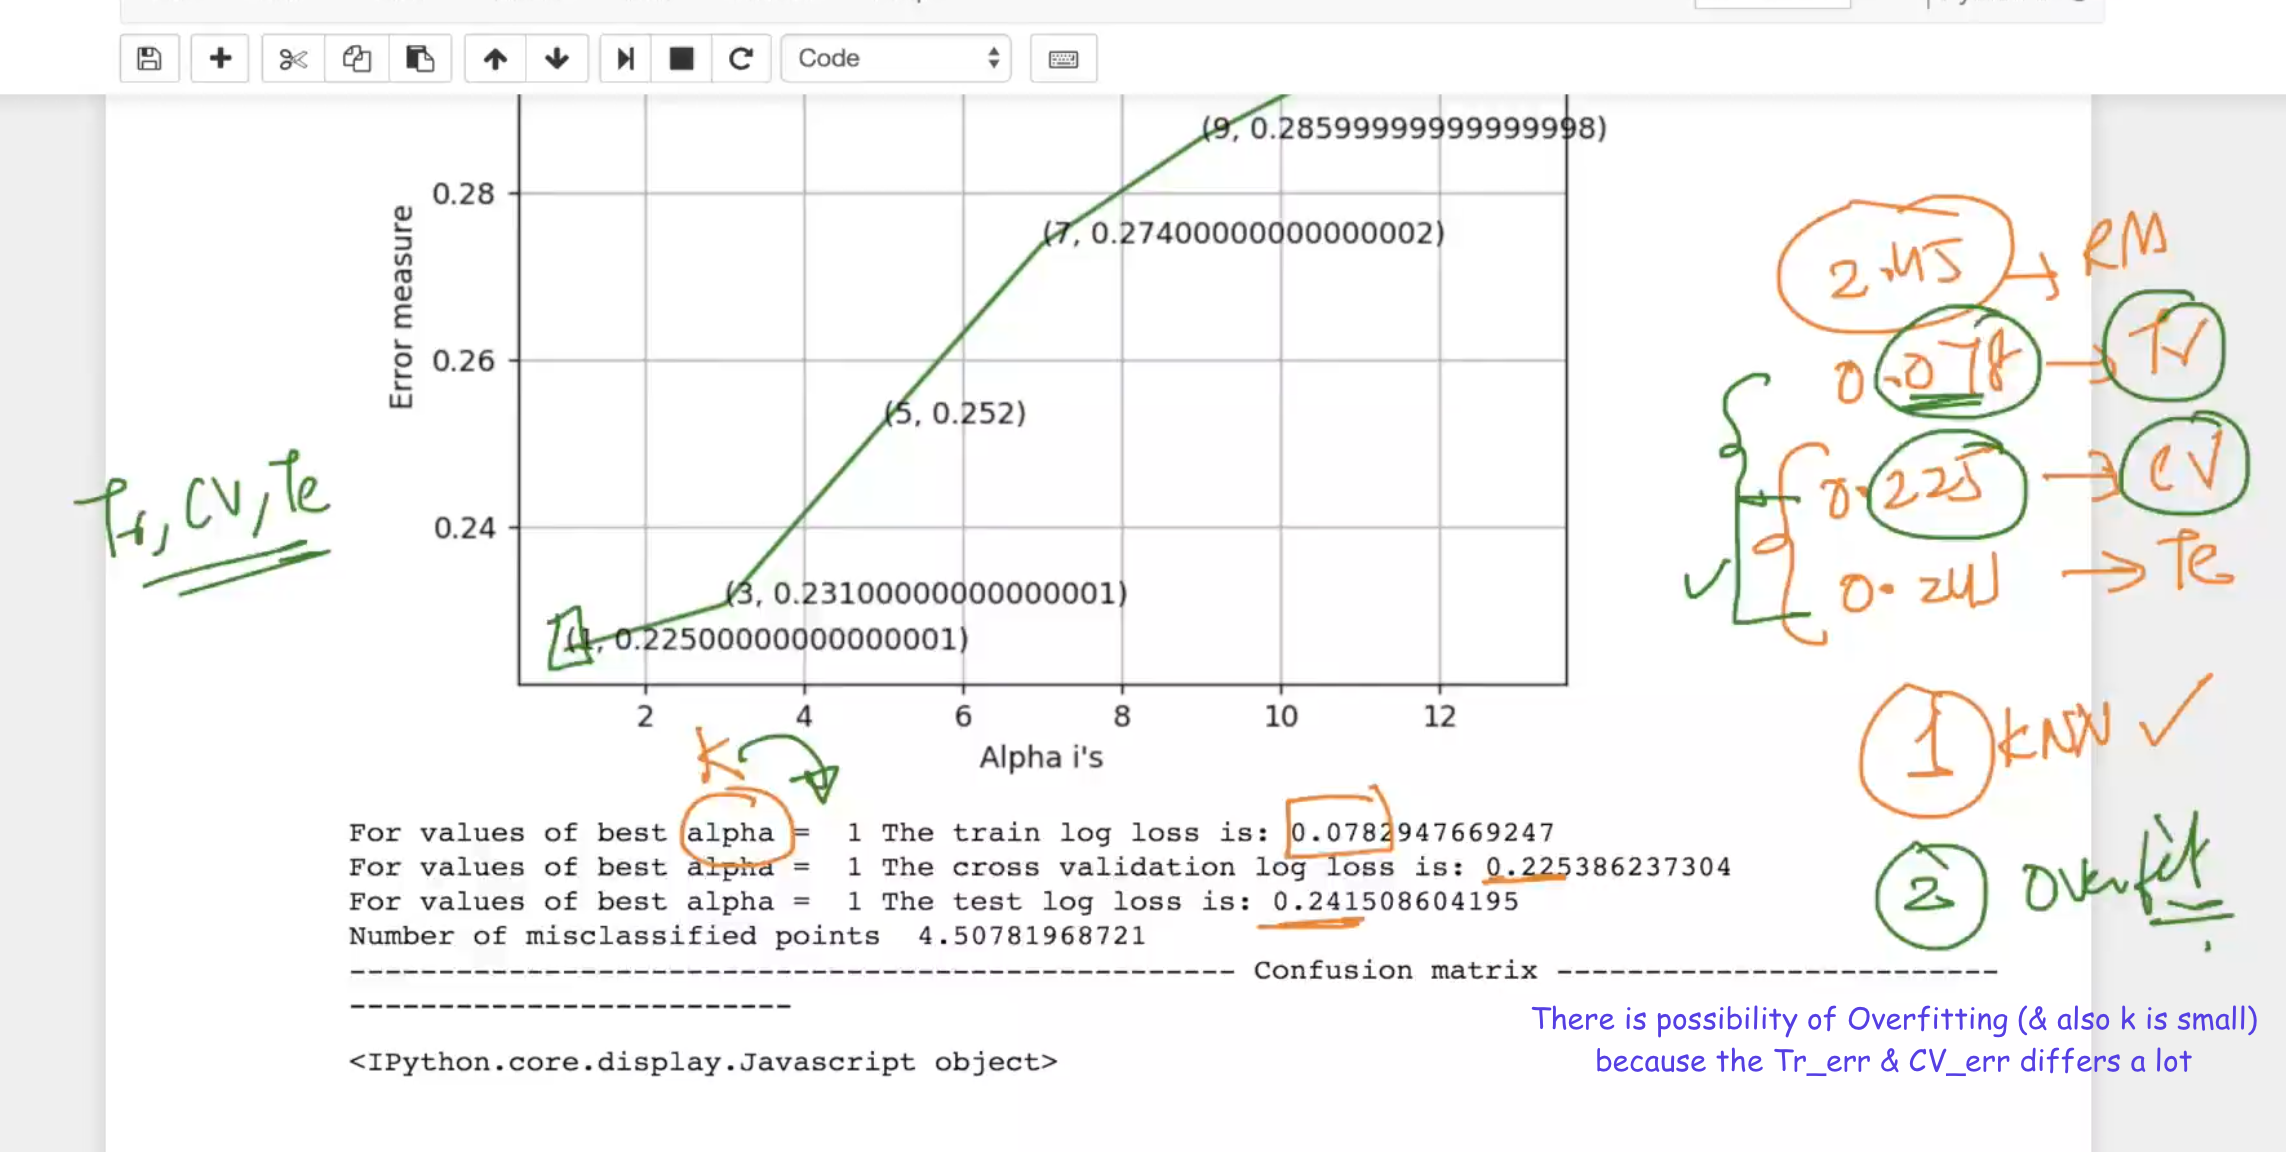 Code
(9, 0.28599999999999998)
0.28
(7, 0.27400000000000002)
Error measure
0.26
(5, 0.252)
0.24
(3, 0.23100000000000001)
(1, 0.22500000000000001)
2 4 6 8 10 12
Alpha i's
K
Tr, CV, Te
2.45 → RM
0.078 → Tr
0.225 → CV
0.241 → Te
1 KNN ✓
2 Overfit
For values of best alpha =  1 The train log loss is: 0.0782947669247
For values of best alpha =  1 The cross validation log loss is: 0.225386237304
For values of best alpha =  1 The test log loss is: 0.241508604195
Number of misclassified points  4.50781968721
-------------------------------------------------- Confusion matrix -------------------------
-------------------------
There is possibility of Overfitting (& also k is small)
because the Tr_err & CV_err differs a lot
<IPython.core.display.Javascript object>